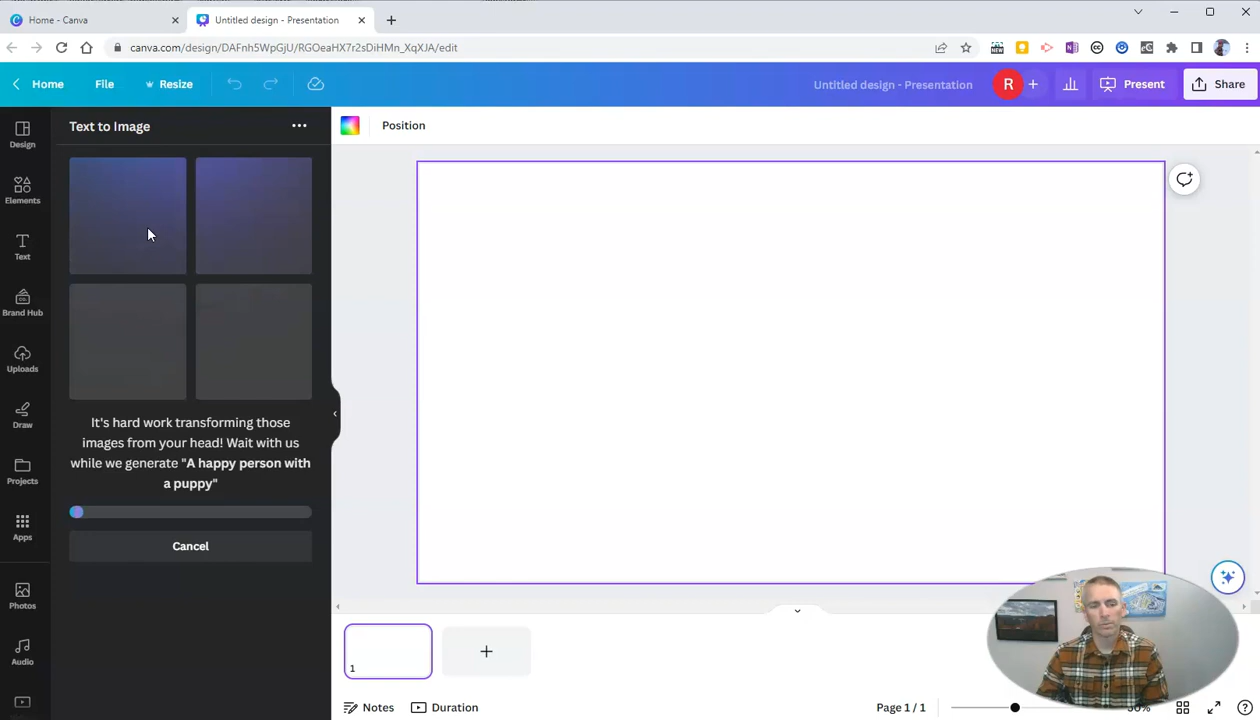 Home - Canva
Untitled design - Presentation
canva.com/design/DAFnh5WpGjU/RGOeaHX7r2sDiHMn_XqXJA/edit
Home
File
Resize
Untitled design - Presentation
R
+
Present
Share
Text to Image
Position
Design
Elements
Text
Brand Hub
Uploads
Draw
Projects
Apps
Photos
Audio
It's hard work transforming those
images from your head! Wait with us
while we generate "A happy person with
a puppy"
Cancel
1
Notes
Duration
Page 1 / 1